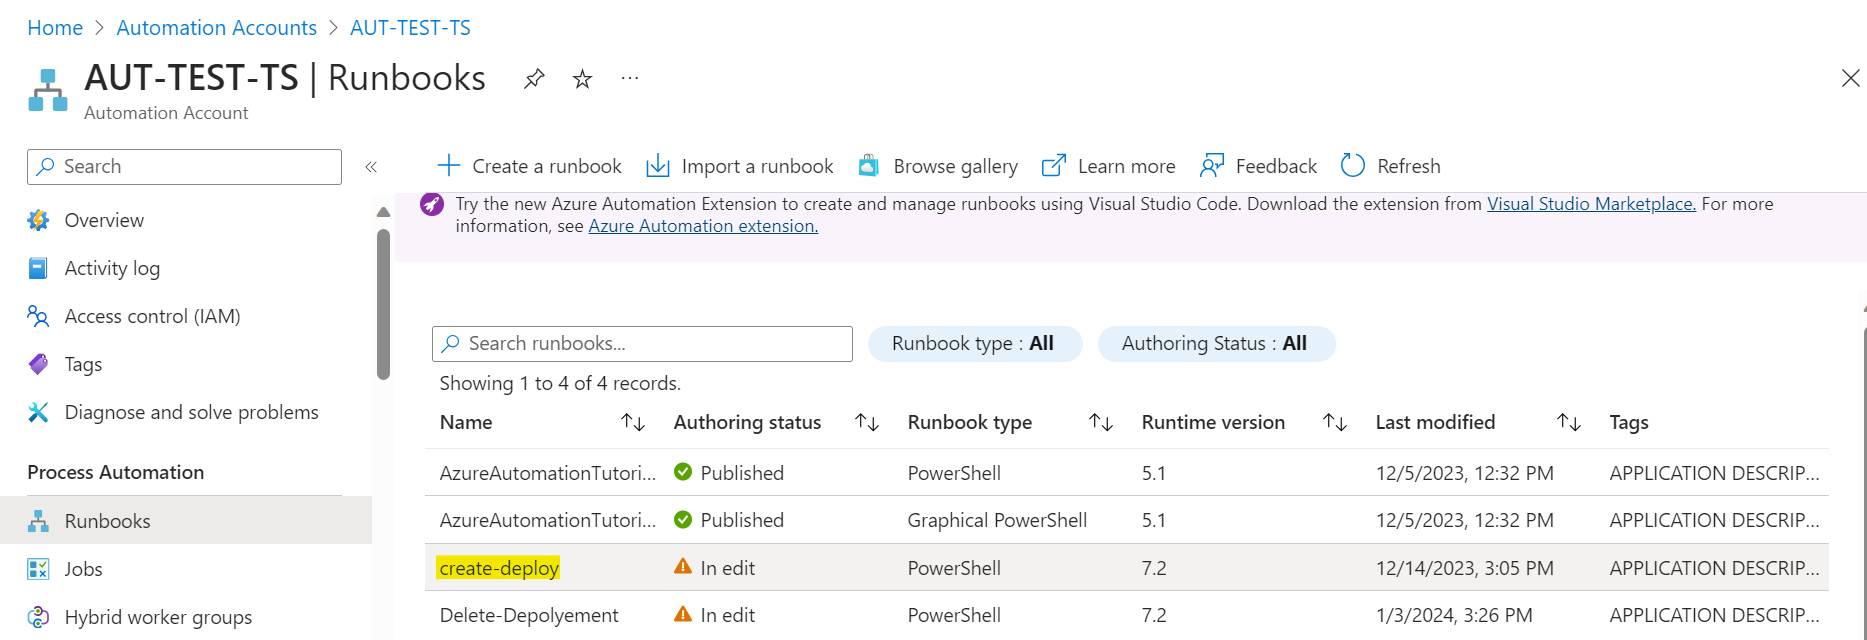 Home > Automation Accounts > AUT-TEST-TS
AUT-TEST-TS | Runbooks ...
Automation Account
Search «
Create a runbook Import a runbook Browse gallery Learn more Feedback Refresh
Try the new Azure Automation Extension to create and manage runbooks using Visual Studio Code. Download the extension from Visual Studio Marketplace. For more
information, see Azure Automation extension.
Overview
Activity log
Access control (IAM)
Tags
Diagnose and solve problems
Process Automation
Runbooks
Jobs
Hybrid worker groups
Search runbooks... Runbook type : All Authoring Status : All
Showing 1 to 4 of 4 records.
Name Authoring status Runbook type Runtime version Last modified Tags
AzureAutomationTutori... Published PowerShell 5.1 12/5/2023, 12:32 PM APPLICATION DESCRIP...
AzureAutomationTutori... Published Graphical PowerShell 5.1 12/5/2023, 12:32 PM APPLICATION DESCRIP...
create-deploy In edit PowerShell 7.2 12/14/2023, 3:05 PM APPLICATION DESCRIP...
Delete-Depolyement In edit PowerShell 7.2 1/3/2024, 3:26 PM APPLICATION DESCRIP...